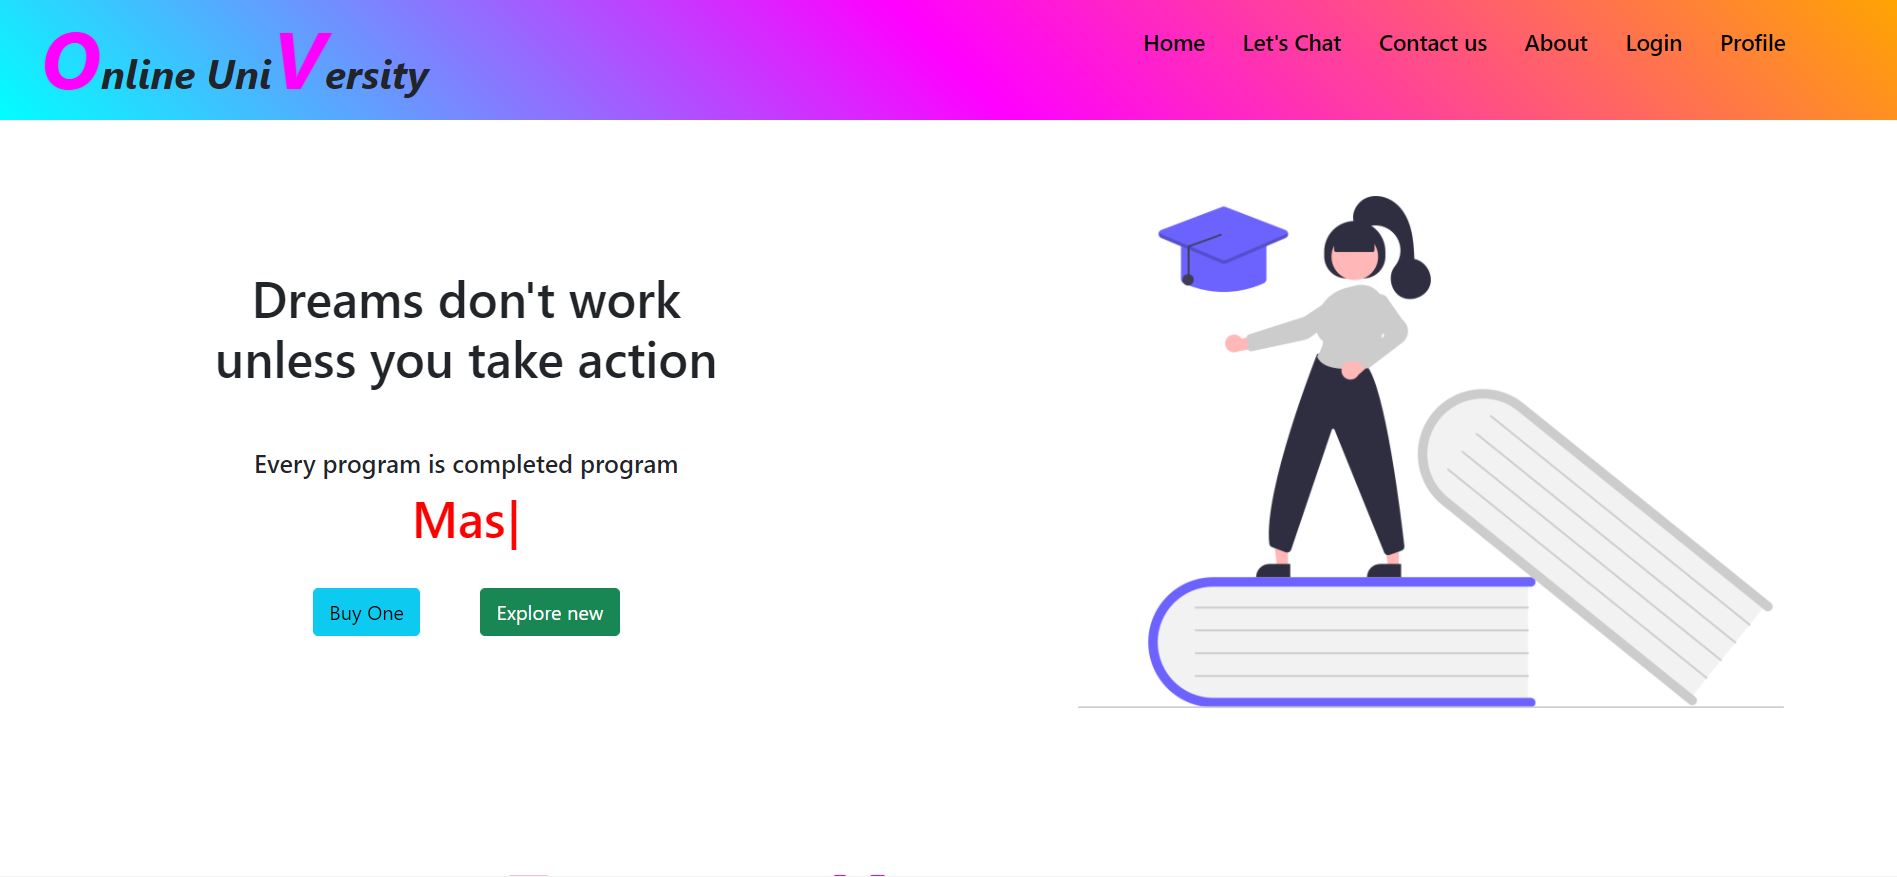 Online UniVersity
Home Let's Chat Contact us About Login Profile
Dreams don't work
unless you take action
Every program is completed program
Mas|
Buy One Explore new